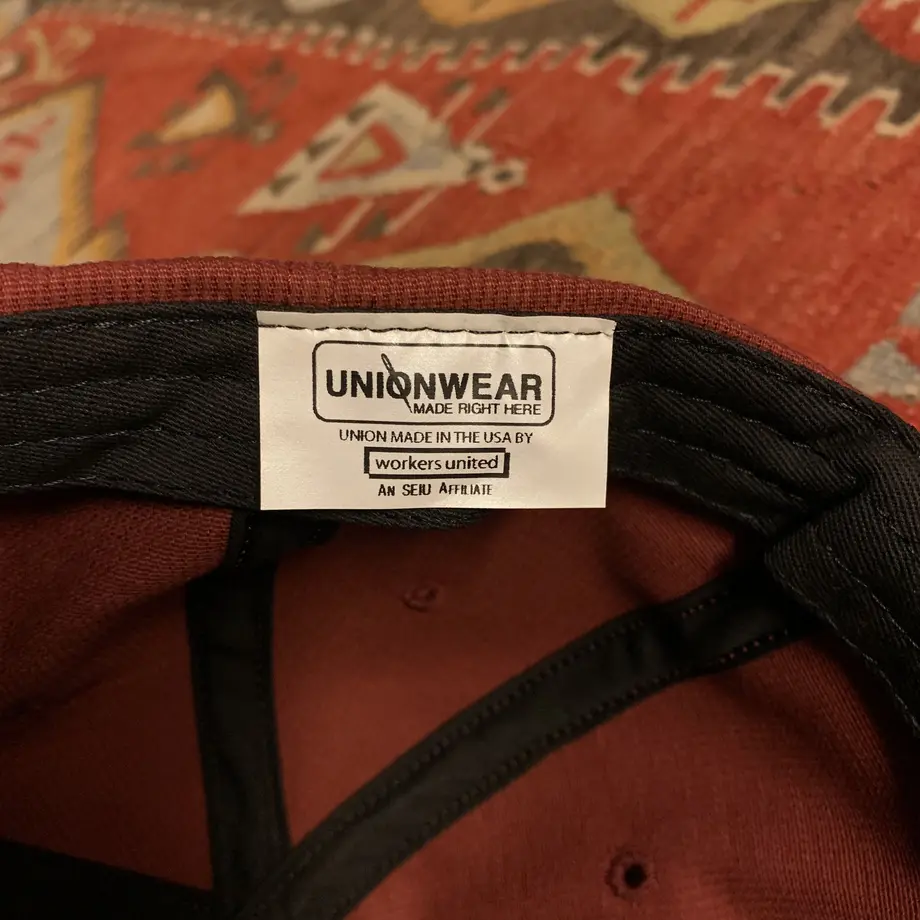 UNIONWEAR
MADE RIGHT HERE
UNION MADE IN THE USA BY
workers united
AN SEIU AFFILIATE